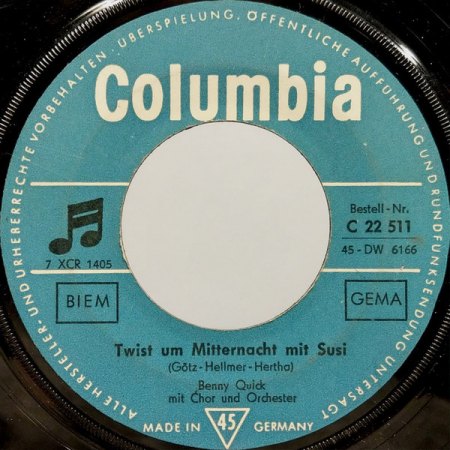 ALLE HERSTELLER- UND URHEBERRECHTE VORBEHALTEN · ÜBERSPIELUNG, ÖFFENTLICHE AUFFÜHRUNG UND RUNDFUNKSENDUNG UNTERSAGT
Columbia
Bestell-Nr.
C 22 511
7 XCR 1405
45-DW 6166
BIEM
GEMA
Twist um Mitternacht mit Susi
(Götz-Hellmer-Hertha)
Benny Quick
mit Chor und Orchester
MADE IN 45 GERMANY